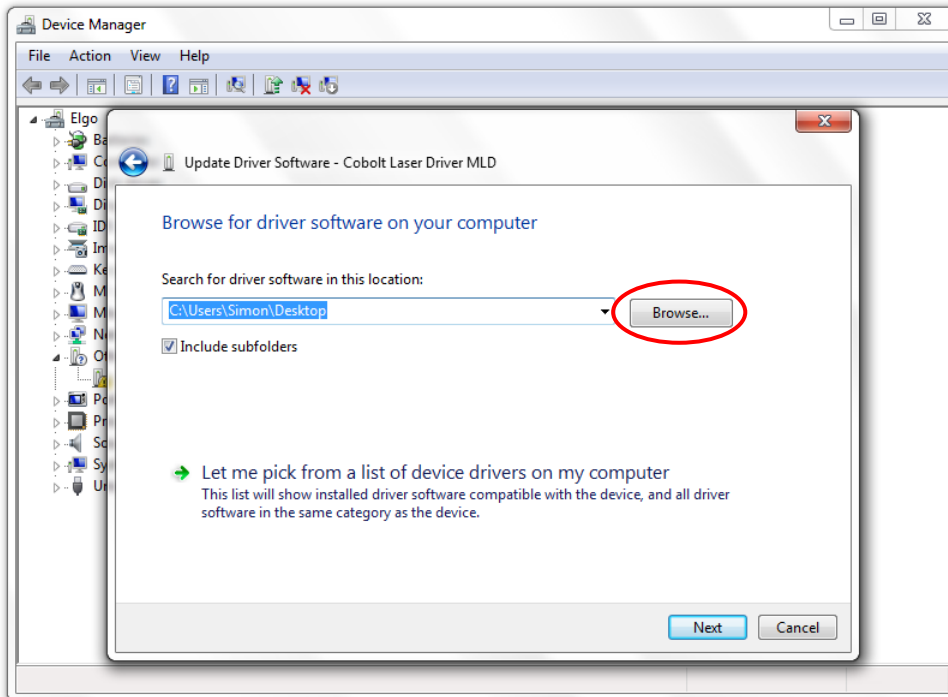 Device Manager
File Action View Help
Elgo
Update Driver Software - Cobolt Laser Driver MLD
Browse for driver software on your computer
Search for driver software in this location:
C:\Users\Simon\Desktop
Browse...
Include subfolders
Let me pick from a list of device drivers on my computer
This list will show installed driver software compatible with the device, and all driver
software in the same category as the device.
Next Cancel